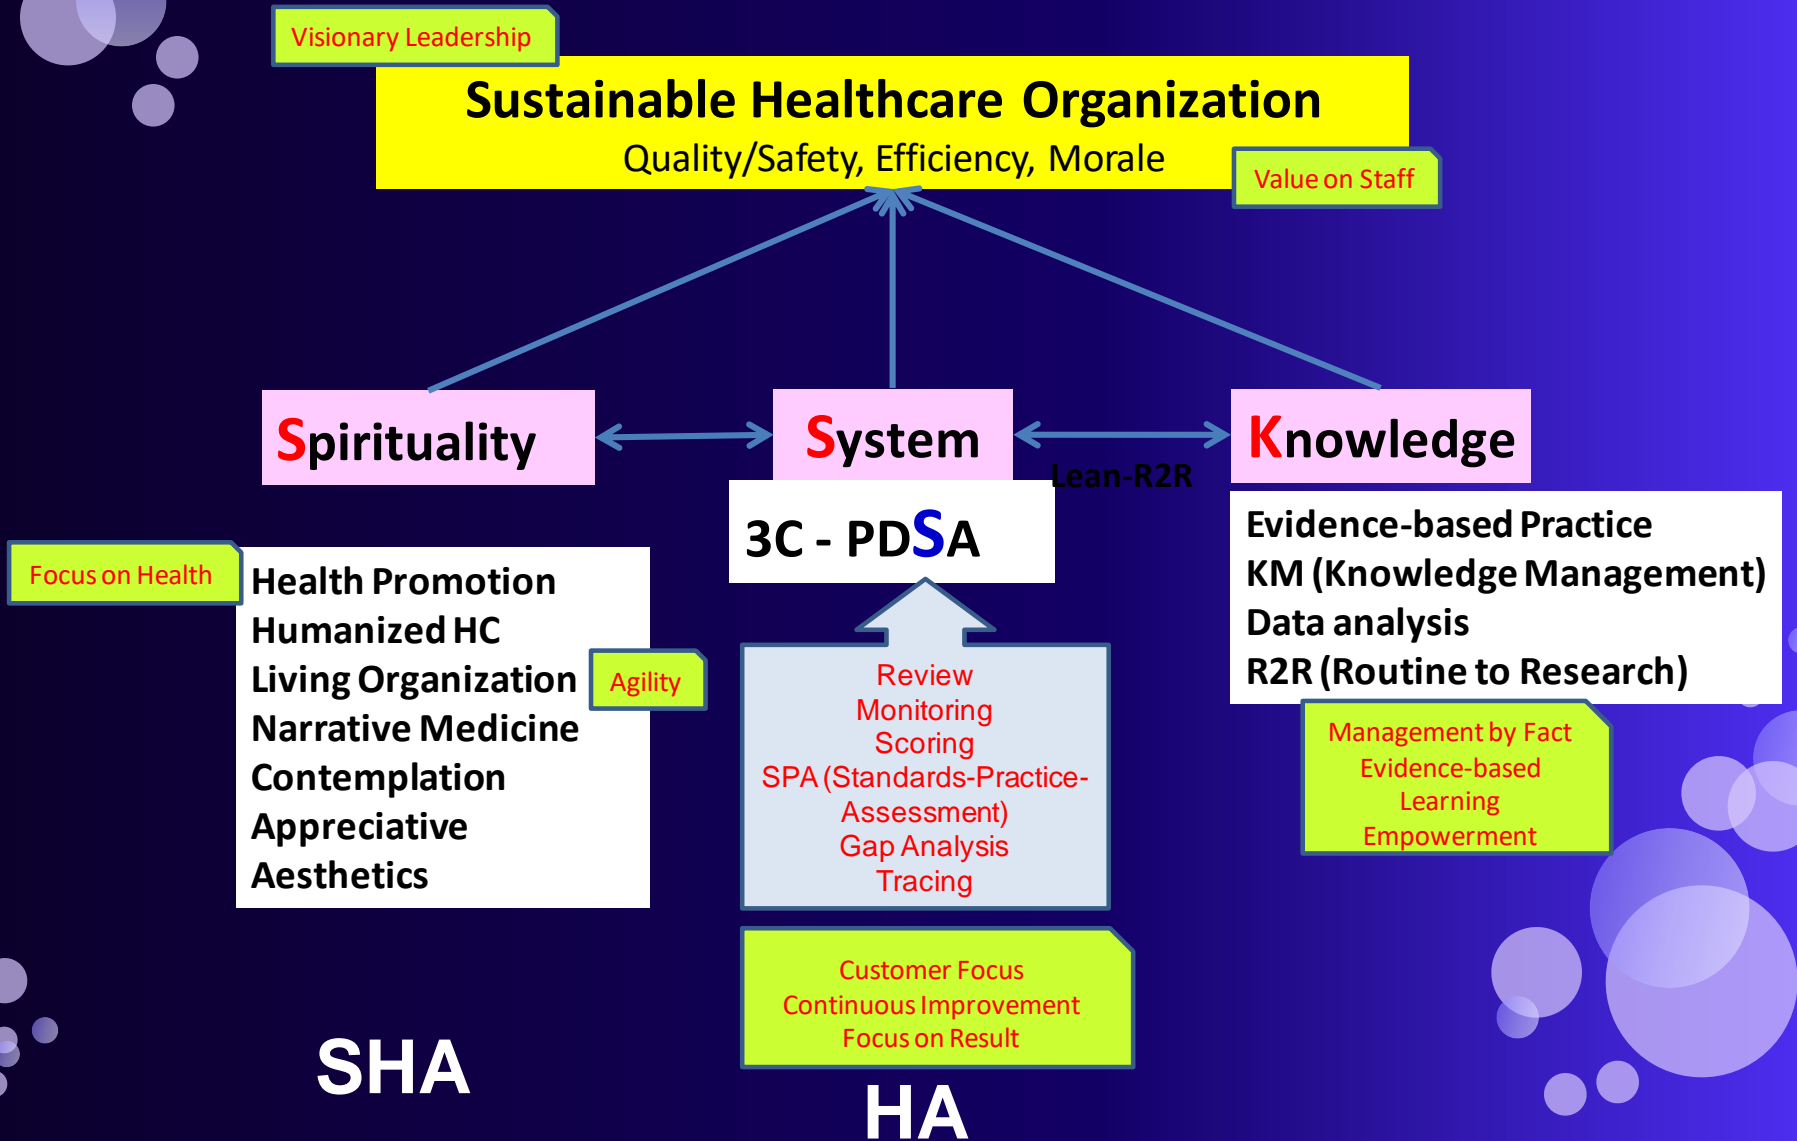 Visionary Leadership
Sustainable Healthcare Organization
Quality/Safety, Efficiency, Morale
Value on Staff
Spirituality
System
Knowledge
Lean-R2R
3C - PDSA
Evidence-based Practice
KM (Knowledge Management)
Data analysis
R2R (Routine to Research)
Focus on Health
Health Promotion
Humanized HC
Living Organization
Narrative Medicine
Contemplation
Appreciative
Aesthetics
Agility
Review
Monitoring
Scoring
SPA (Standards-Practice-
Assessment)
Gap Analysis
Tracing
Management by Fact
Evidence-based
Learning
Empowerment
Customer Focus
Continuous Improvement
Focus on Result
SHA
HA